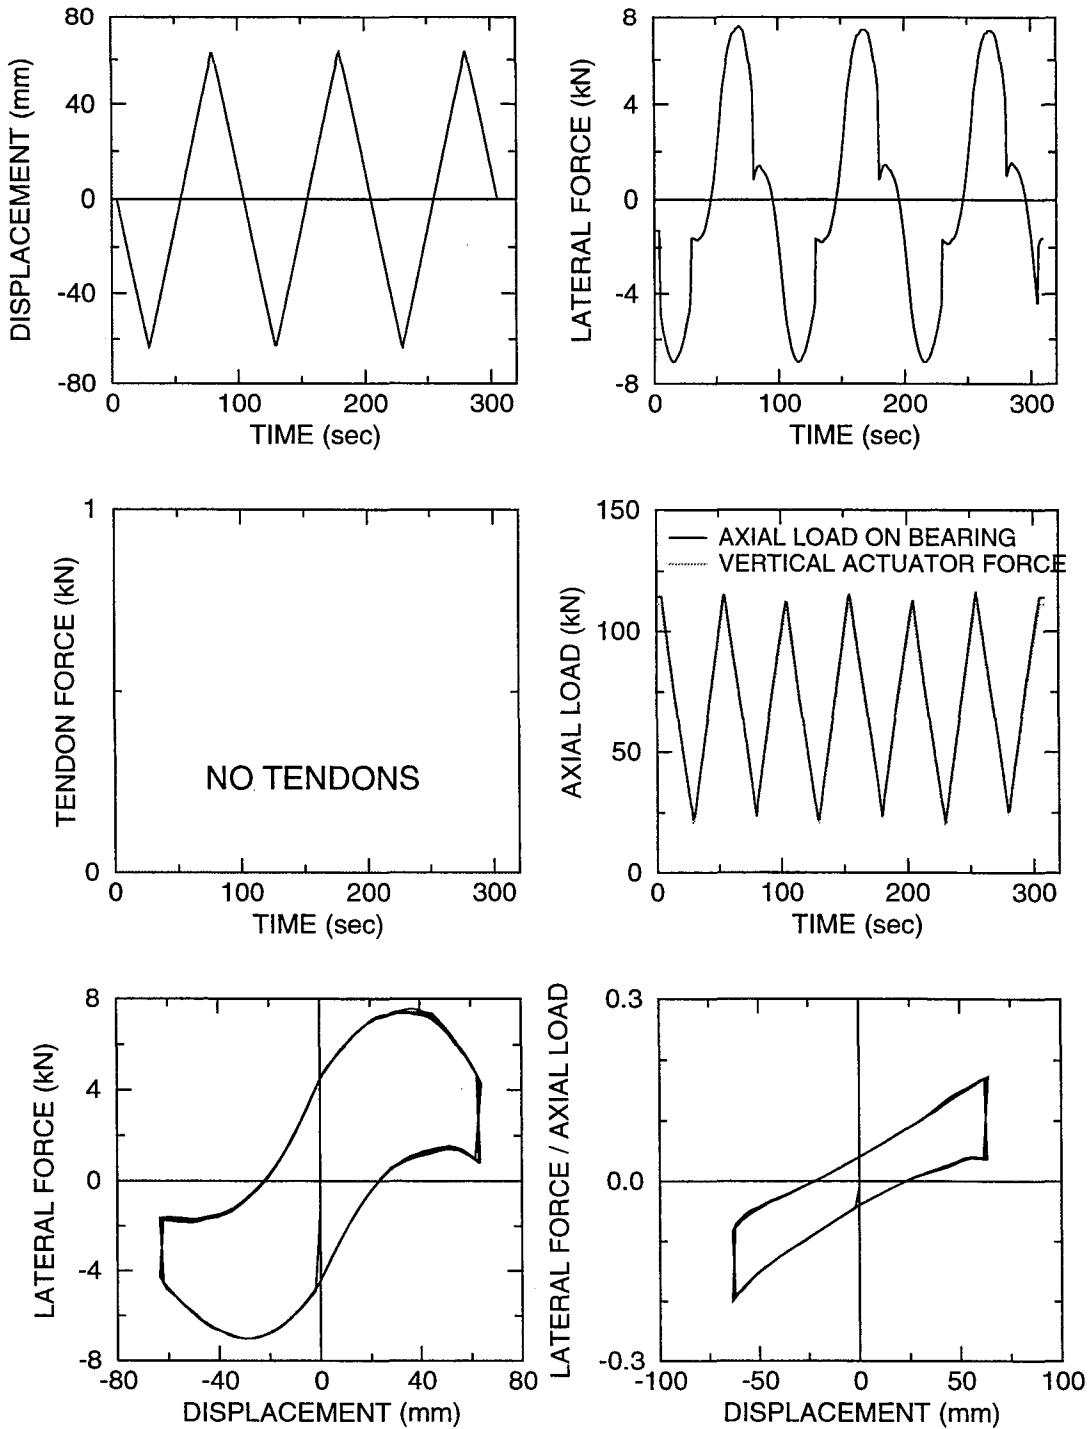 DISPLACEMENT (mm)
80
40
0
-40
-80
0 100 200 300
TIME (sec)
LATERAL FORCE (kN)
8
4
0
-4
-8
0 100 200 300
TIME (sec)
TENDON FORCE (kN)
1
0
NO TENDONS
0 100 200 300
TIME (sec)
AXIAL LOAD (kN)
150
100
50
0
AXIAL LOAD ON BEARING
VERTICAL ACTUATOR FORCE
0 100 200 300
TIME (sec)
LATERAL FORCE (kN)
8
4
0
-4
-8
-80 -40 0 40 80
DISPLACEMENT (mm)
LATERAL FORCE / AXIAL LOAD
0.3
0.0
-0.3
-100 -50 0 50 100
DISPLACEMENT (mm)